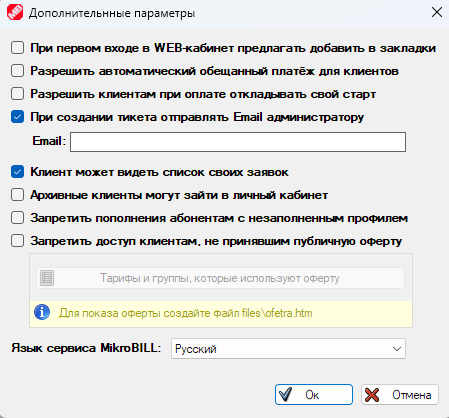 Дополнительные параметры
При первом входе в WEB-кабинет предлагать добавить в закладки
Разрешить автоматический обещанный платёж для клиентов
Разрешить клиентам при оплате откладывать свой старт
При создании тикета отправлять Email администратору
Email:
Клиент может видеть список своих заявок
Архивные клиенты могут зайти в личный кабинет
Запретить пополнения абонентам с незаполненным профилем
Запретить доступ клиентам, не принявшим публичную оферту
Тарифы и группы, которые используют оферту
Для показа оферты создайте файл files\ofetra.htm
Язык сервиса MikroBILL: Русский
Ок Отмена